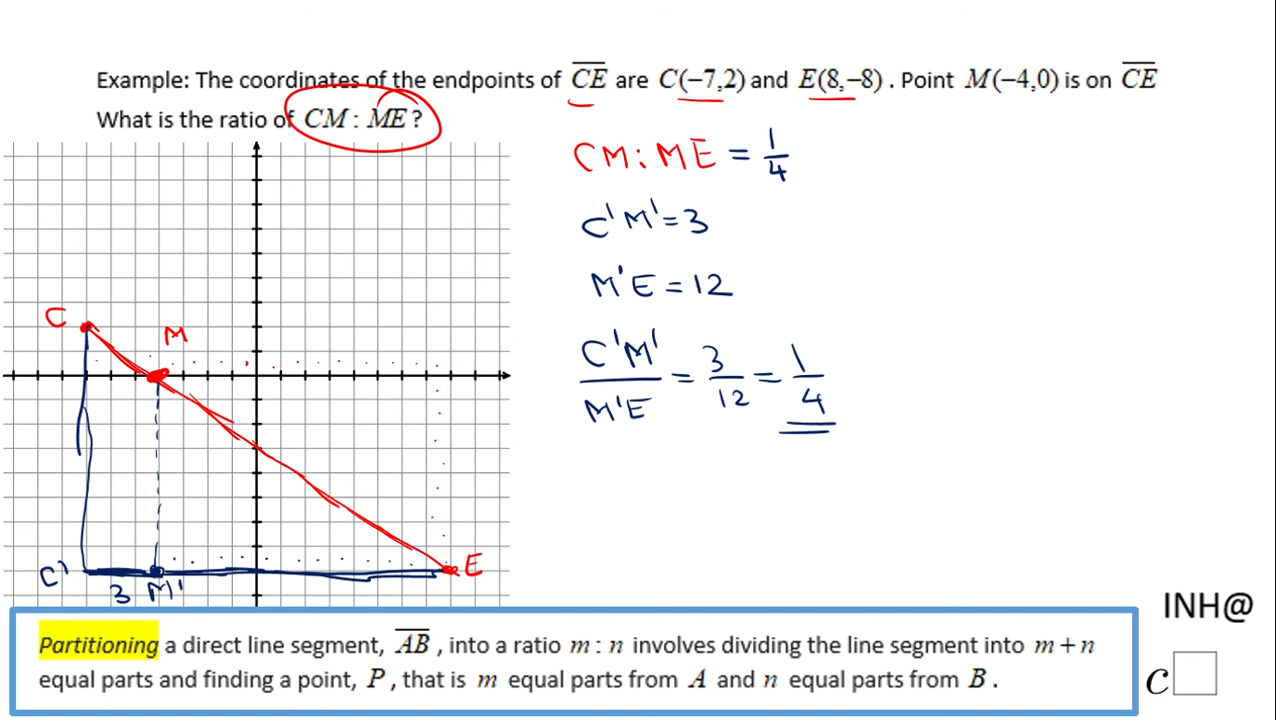 Example: The coordinates of the endpoints of CE are C(−7,2) and E(8,−8). Point M(−4,0) is on CE
What is the ratio of CM : ME ?
CM : ME = 1/4
C'M' = 3
M'E = 12
C'M'/M'E = 3/12 = 1/4
C
M
E
C'
3
M'
INH@
Partitioning a direct line segment, AB, into a ratio m : n involves dividing the line segment into m + n
equal parts and finding a point, P, that is m equal parts from A and n equal parts from B.
c